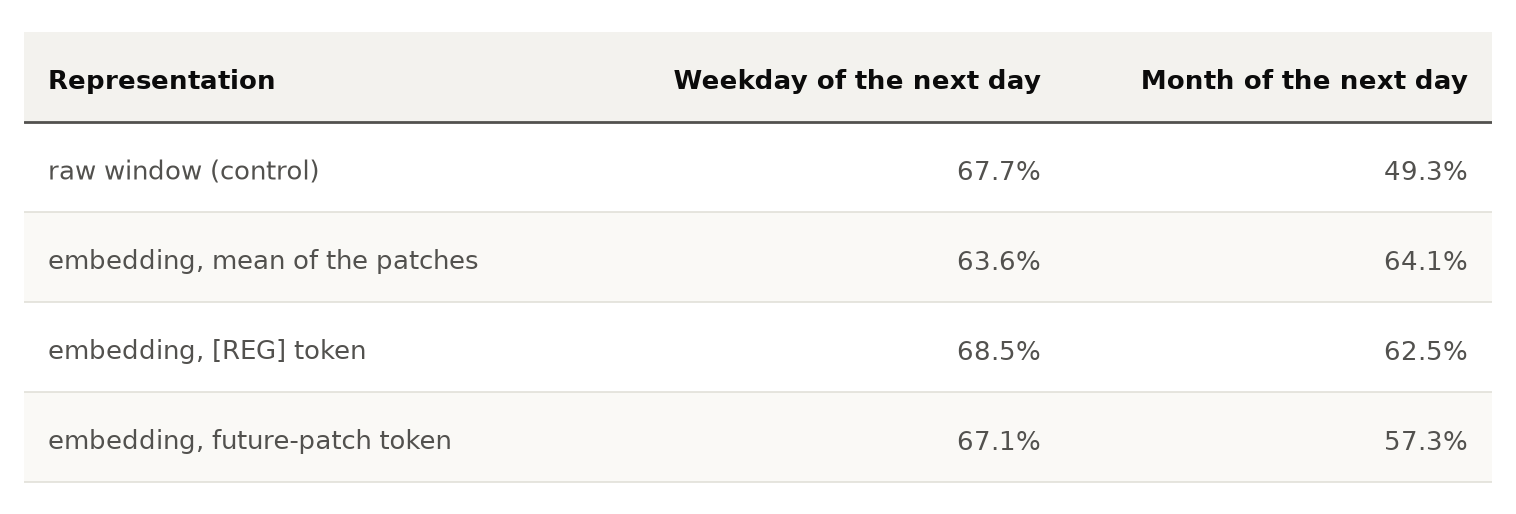 Representation Weekday of the next day Month of the next day
raw window (control) 67.7% 49.3%
embedding, mean of the patches 63.6% 64.1%
embedding, [REG] token 68.5% 62.5%
embedding, future-patch token 67.1% 57.3%